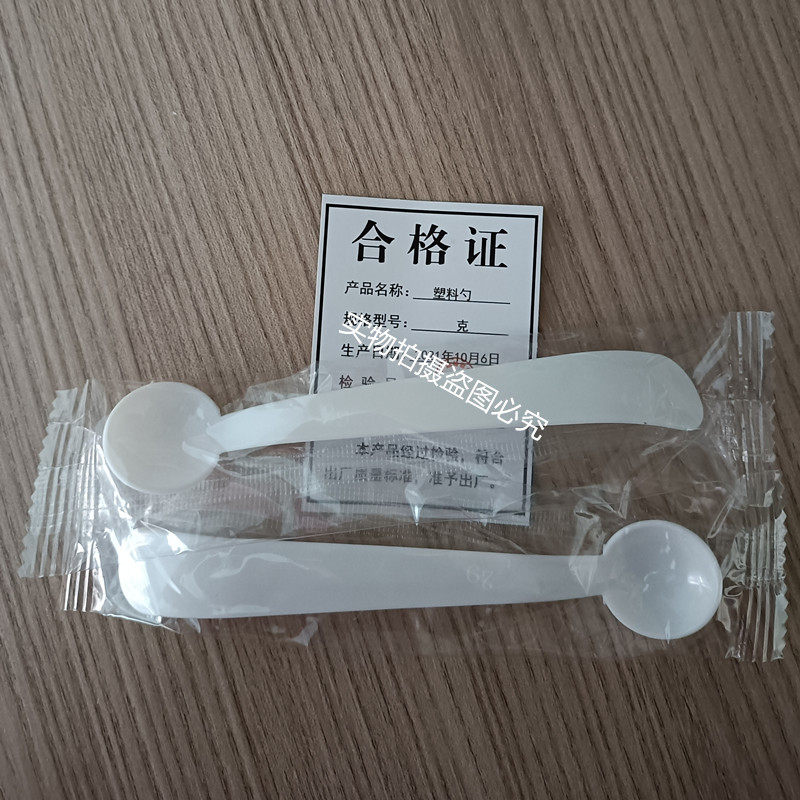 合格证
产品名称： 塑料勺
规格型号： 克
生产日期：2021年10月6日
检验员
实物拍摄盗图必究
本产品经过检验，符合
出厂质量标准，准予出厂。